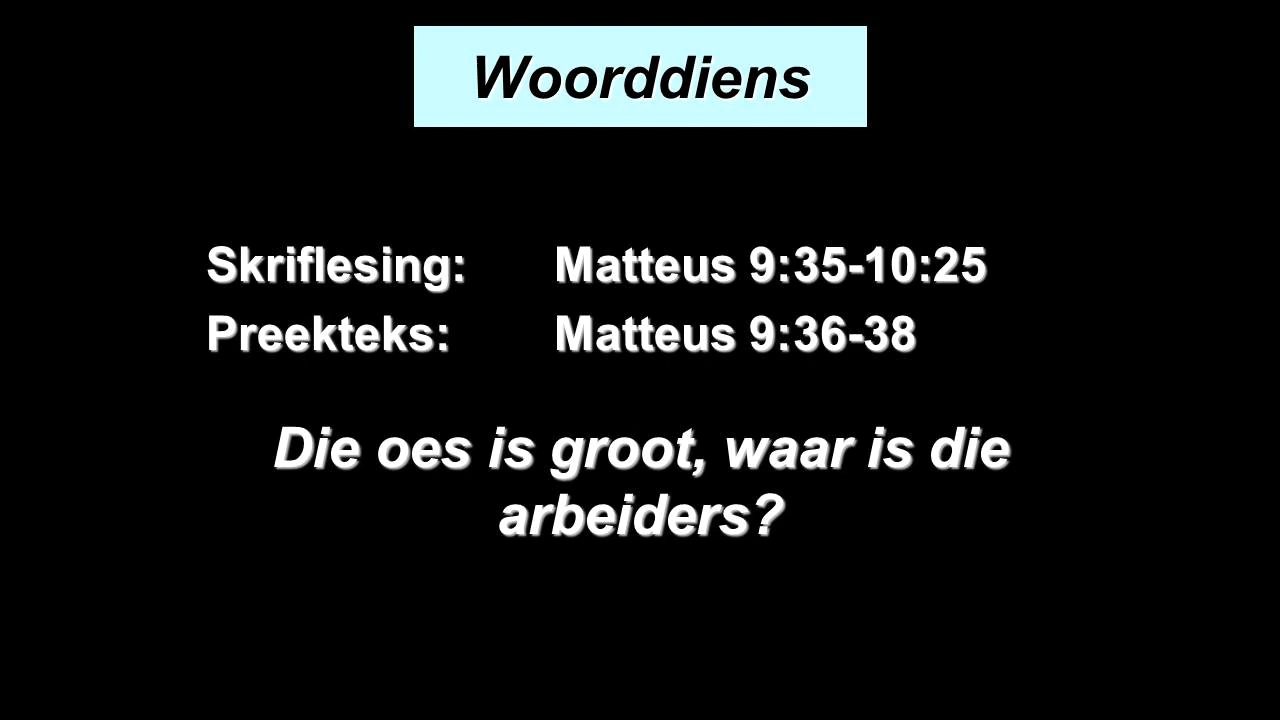 Woorddiens
Skriflesing: Matteus 9:35-10:25
Preekteks: Matteus 9:36-38
Die oes is groot, waar is die
arbeiders?